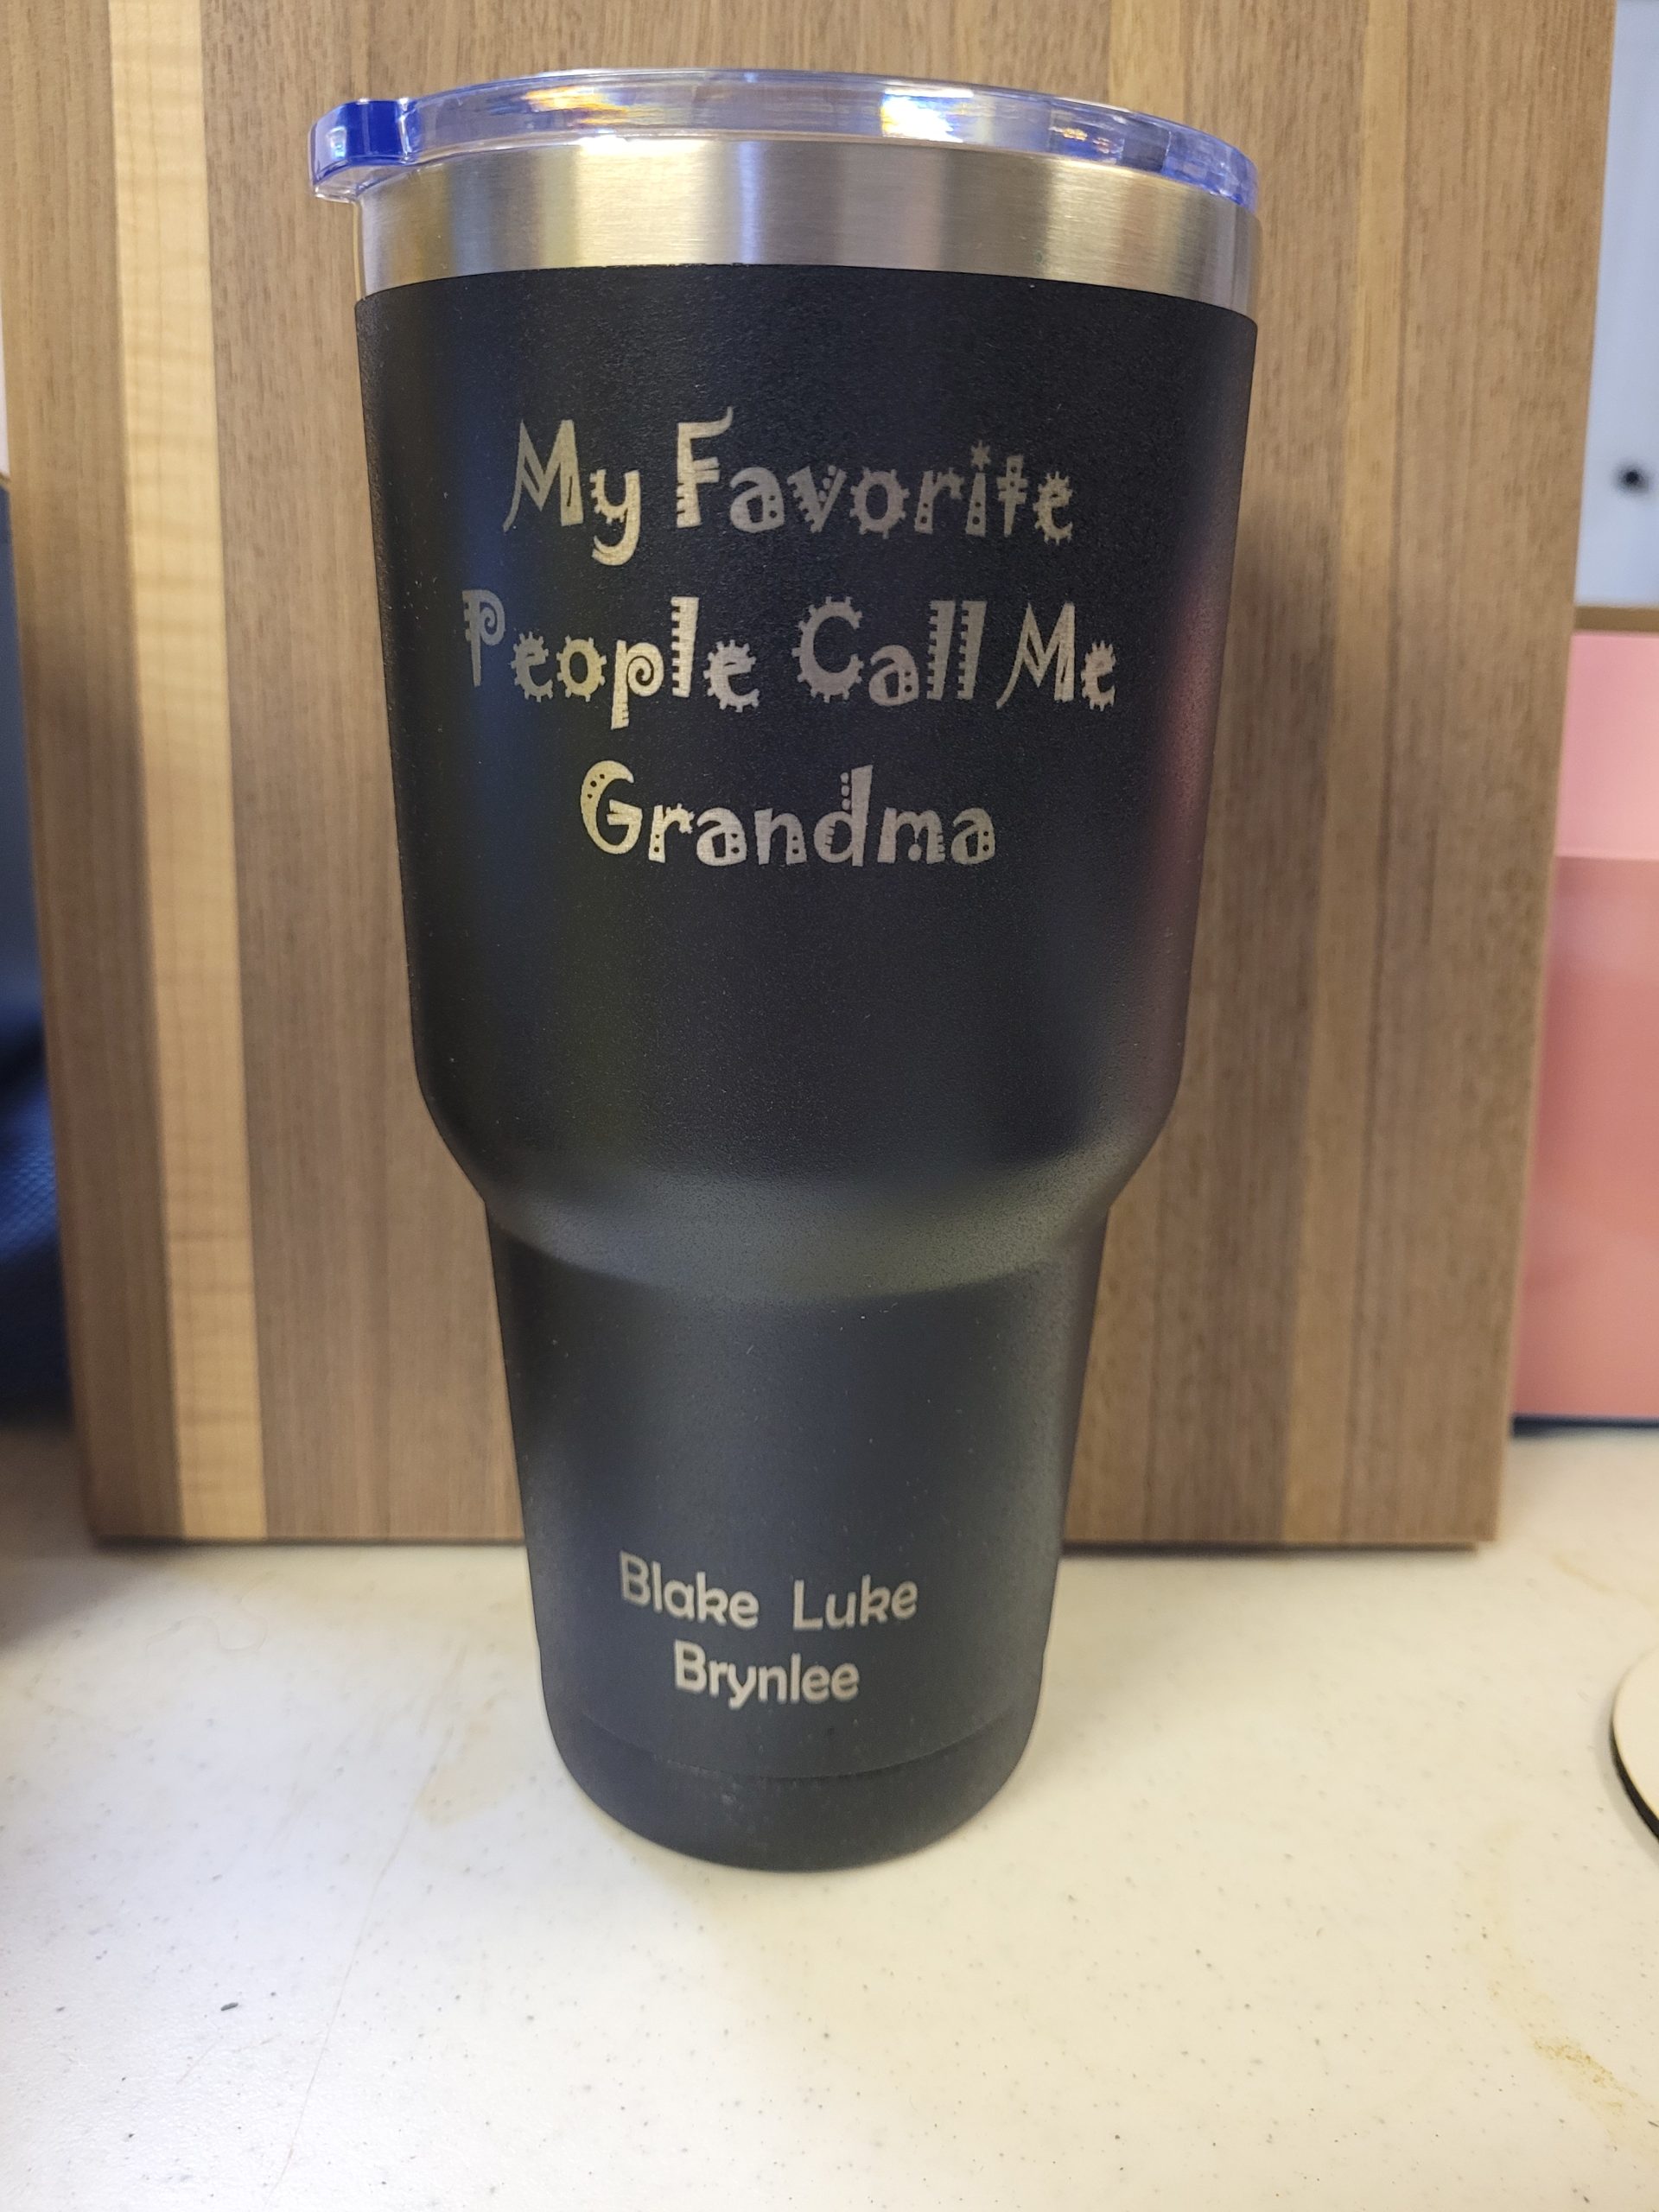 My Favorite
People Call Me
Grandma
Blake Luke
Brynlee